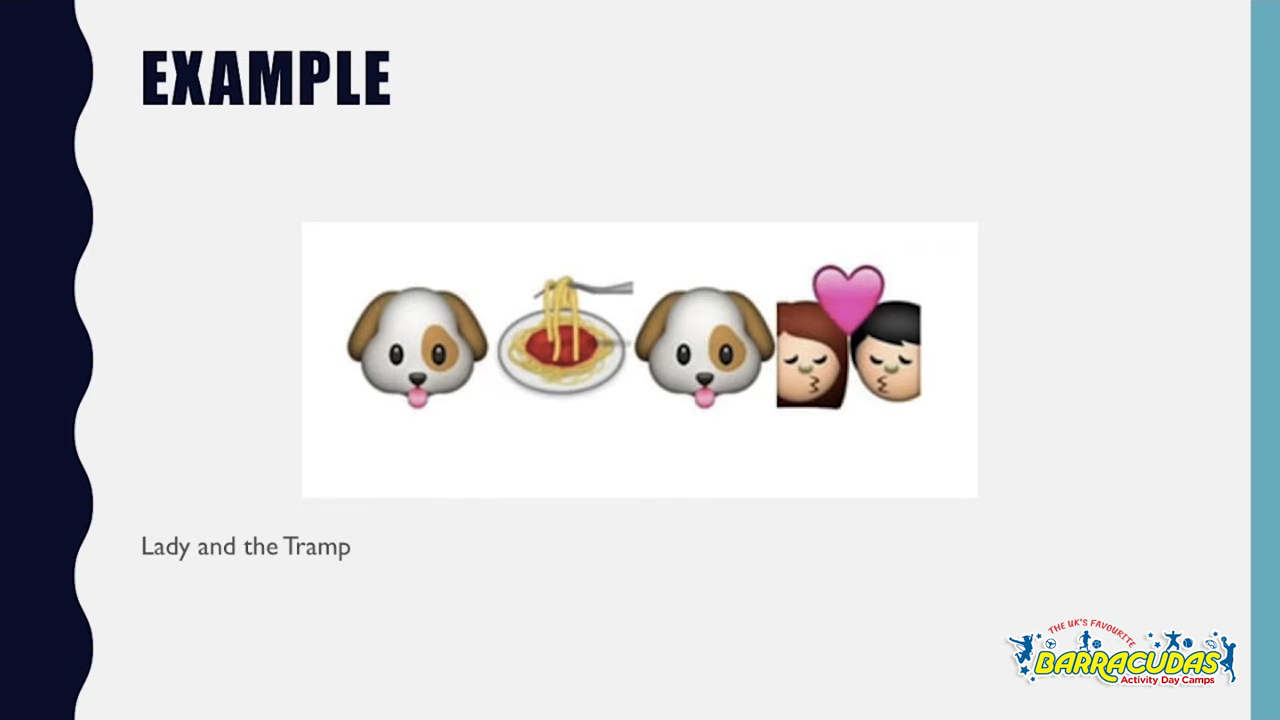 EXAMPLE
Lady and the Tramp
THE UK'S FAVOURITE
BARRACUDAS
Activity Day Camps